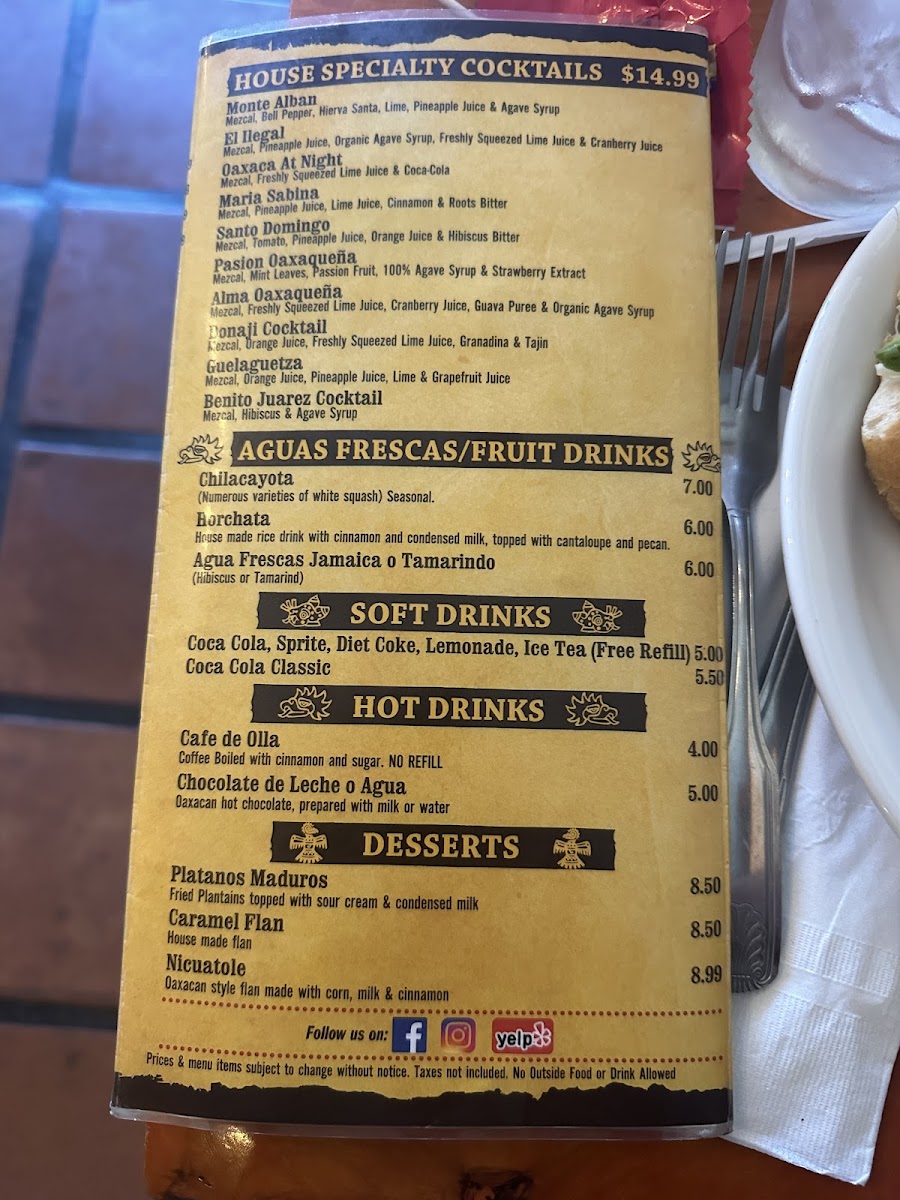 HOUSE SPECIALTY COCKTAILS $14.99
Monte Alban
Mezcal, Bell Pepper, Hierva Santa, Lime, Pineapple Juice & Agave Syrup
El Ilegal
Mezcal, Pineapple Juice, Organic Agave Syrup, Freshly Squeezed Lime Juice & Cranberry Juice
Oaxaca At Night
Mezcal, Freshly Squeezed Lime Juice & Coca-Cola
Maria Sabina
Mezcal, Pineapple Juice, Lime Juice, Cinnamon & Roots Bitter
Santo Domingo
Mezcal, Tomato, Pineapple Juice, Orange Juice & Hibiscus Bitter
Pasion Oaxaqueña
Mezcal, Mint Leaves, Passion Fruit, 100% Agave Syrup & Strawberry Extract
Alma Oaxaqueña
Mezcal, Freshly Squeezed Lime Juice, Cranberry Juice, Guava Puree & Organic Agave Syrup
Donaji Cocktail
Mezcal, Orange Juice, Freshly Squeezed Lime Juice, Granadina & Tajin
Guelaguetza
Mezcal, Orange Juice, Pineapple Juice, Lime & Grapefruit Juice
Benito Juarez Cocktail
Mezcal, Hibiscus & Agave Syrup
AGUAS FRESCAS/FRUIT DRINKS
Chilacayota 7.00
(Numerous varieties of white squash) Seasonal.
Horchata 6.00
House made rice drink with cinnamon and condensed milk, topped with cantaloupe and pecan.
Agua Frescas Jamaica o Tamarindo 6.00
(Hibiscus or Tamarind)
SOFT DRINKS
Coca Cola, Sprite, Diet Coke, Lemonade, Ice Tea (Free Refill) 5.00
Coca Cola Classic 5.50
HOT DRINKS
Cafe de Olla 4.00
Coffee Boiled with cinnamon and sugar. NO REFILL
Chocolate de Leche o Agua 5.00
Oaxacan hot chocolate, prepared with milk or water
DESSERTS
Platanos Maduros 8.50
Fried Plantains topped with sour cream & condensed milk
Caramel Flan 8.50
House made flan
Nicuatole 8.99
Oaxacan style flan made with corn, milk & cinnamon
Follow us on: f yelp
Prices & menu items subject to change without notice. Taxes not included. No Outside Food or Drink Allowed